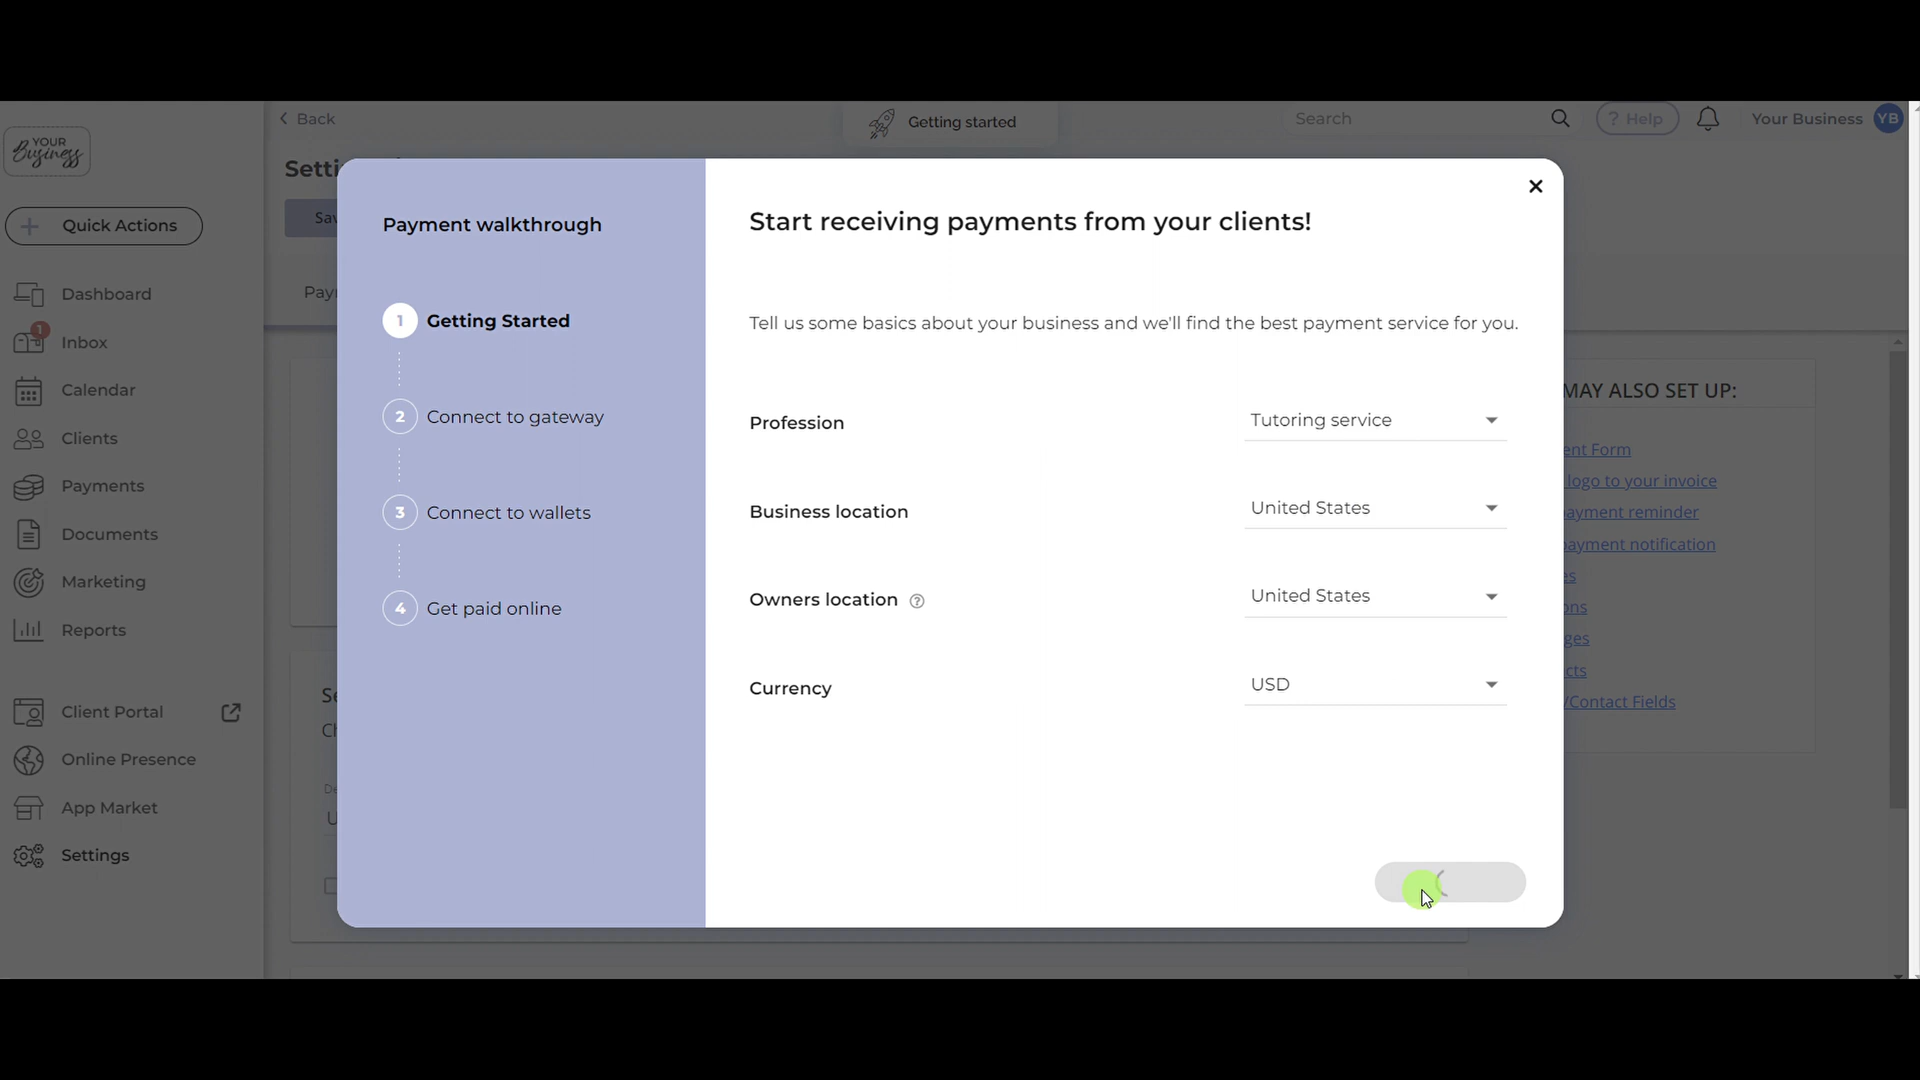 YOUR
Business
Quick Actions
Dashboard
1
Inbox
Calendar
Clients
Payments
Documents
Marketing
Reports
Client Portal
Online Presence
App Market
Settings
Back
Getting started
Search
? Help
Your Business
YB
Payment walkthrough
1 Getting Started
2 Connect to gateway
3 Connect to wallets
4 Get paid online
Start receiving payments from your clients!
Tell us some basics about your business and we'll find the best payment service for you.
Profession
Tutoring service
Business location
United States
Owners location ?
United States
Currency
USD
MAY ALSO SET UP:
logo to your invoice
/Contact Fields